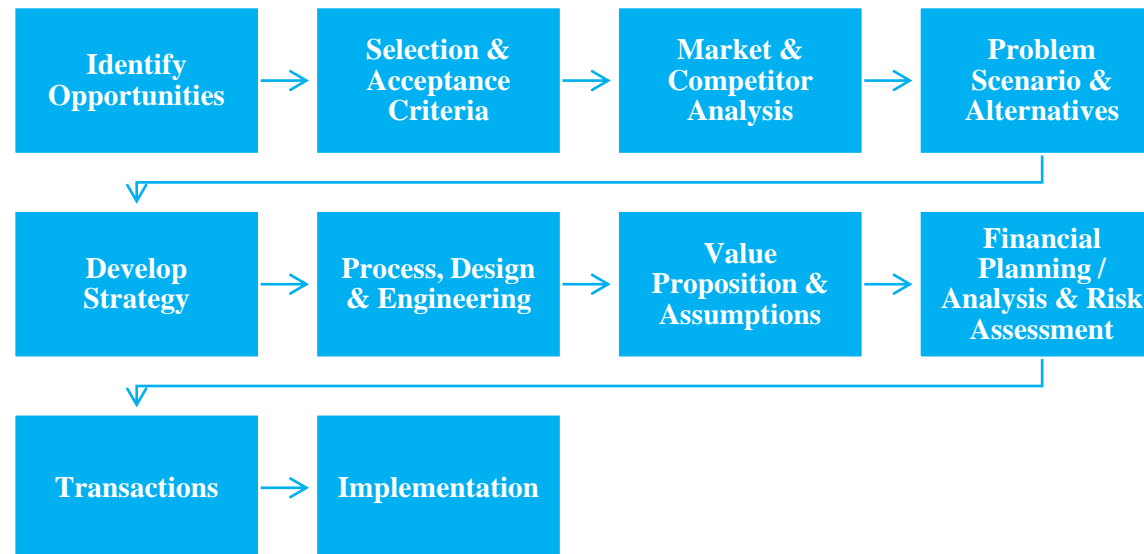 Identify
Opportunities
Selection &
Acceptance
Criteria
Market &
Competitor
Analysis
Problem
Scenario &
Alternatives
Develop
Strategy
Process, Design
& Engineering
Value
Proposition &
Assumptions
Financial
Planning /
Analysis & Risk
Assessment
Transactions
Implementation